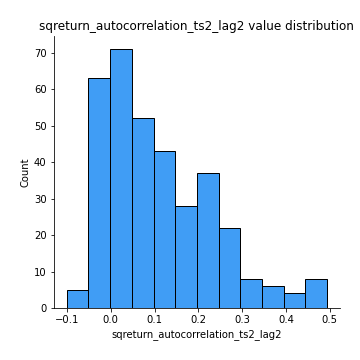 sqreturn_autocorrelation_ts2_lag2 value distribution
70
60
50
40
30
20
10
0
Count
−0.1 0.0 0.1 0.2 0.3 0.4 0.5
sqreturn_autocorrelation_ts2_lag2